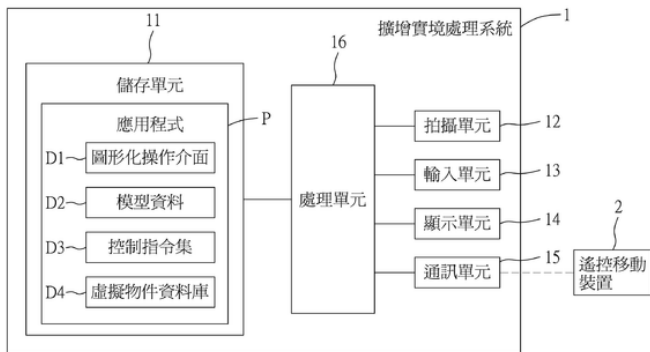 11
16
擴增實境處理系統
1
儲存單元
應用程式
P
D1
圖形化操作介面
D2
模型資料
D3
控制指令集
D4
虛擬物件資料庫
處理單元
拍攝單元
12
輸入單元
13
顯示單元
14
通訊單元
15
2
遙控移動
裝置